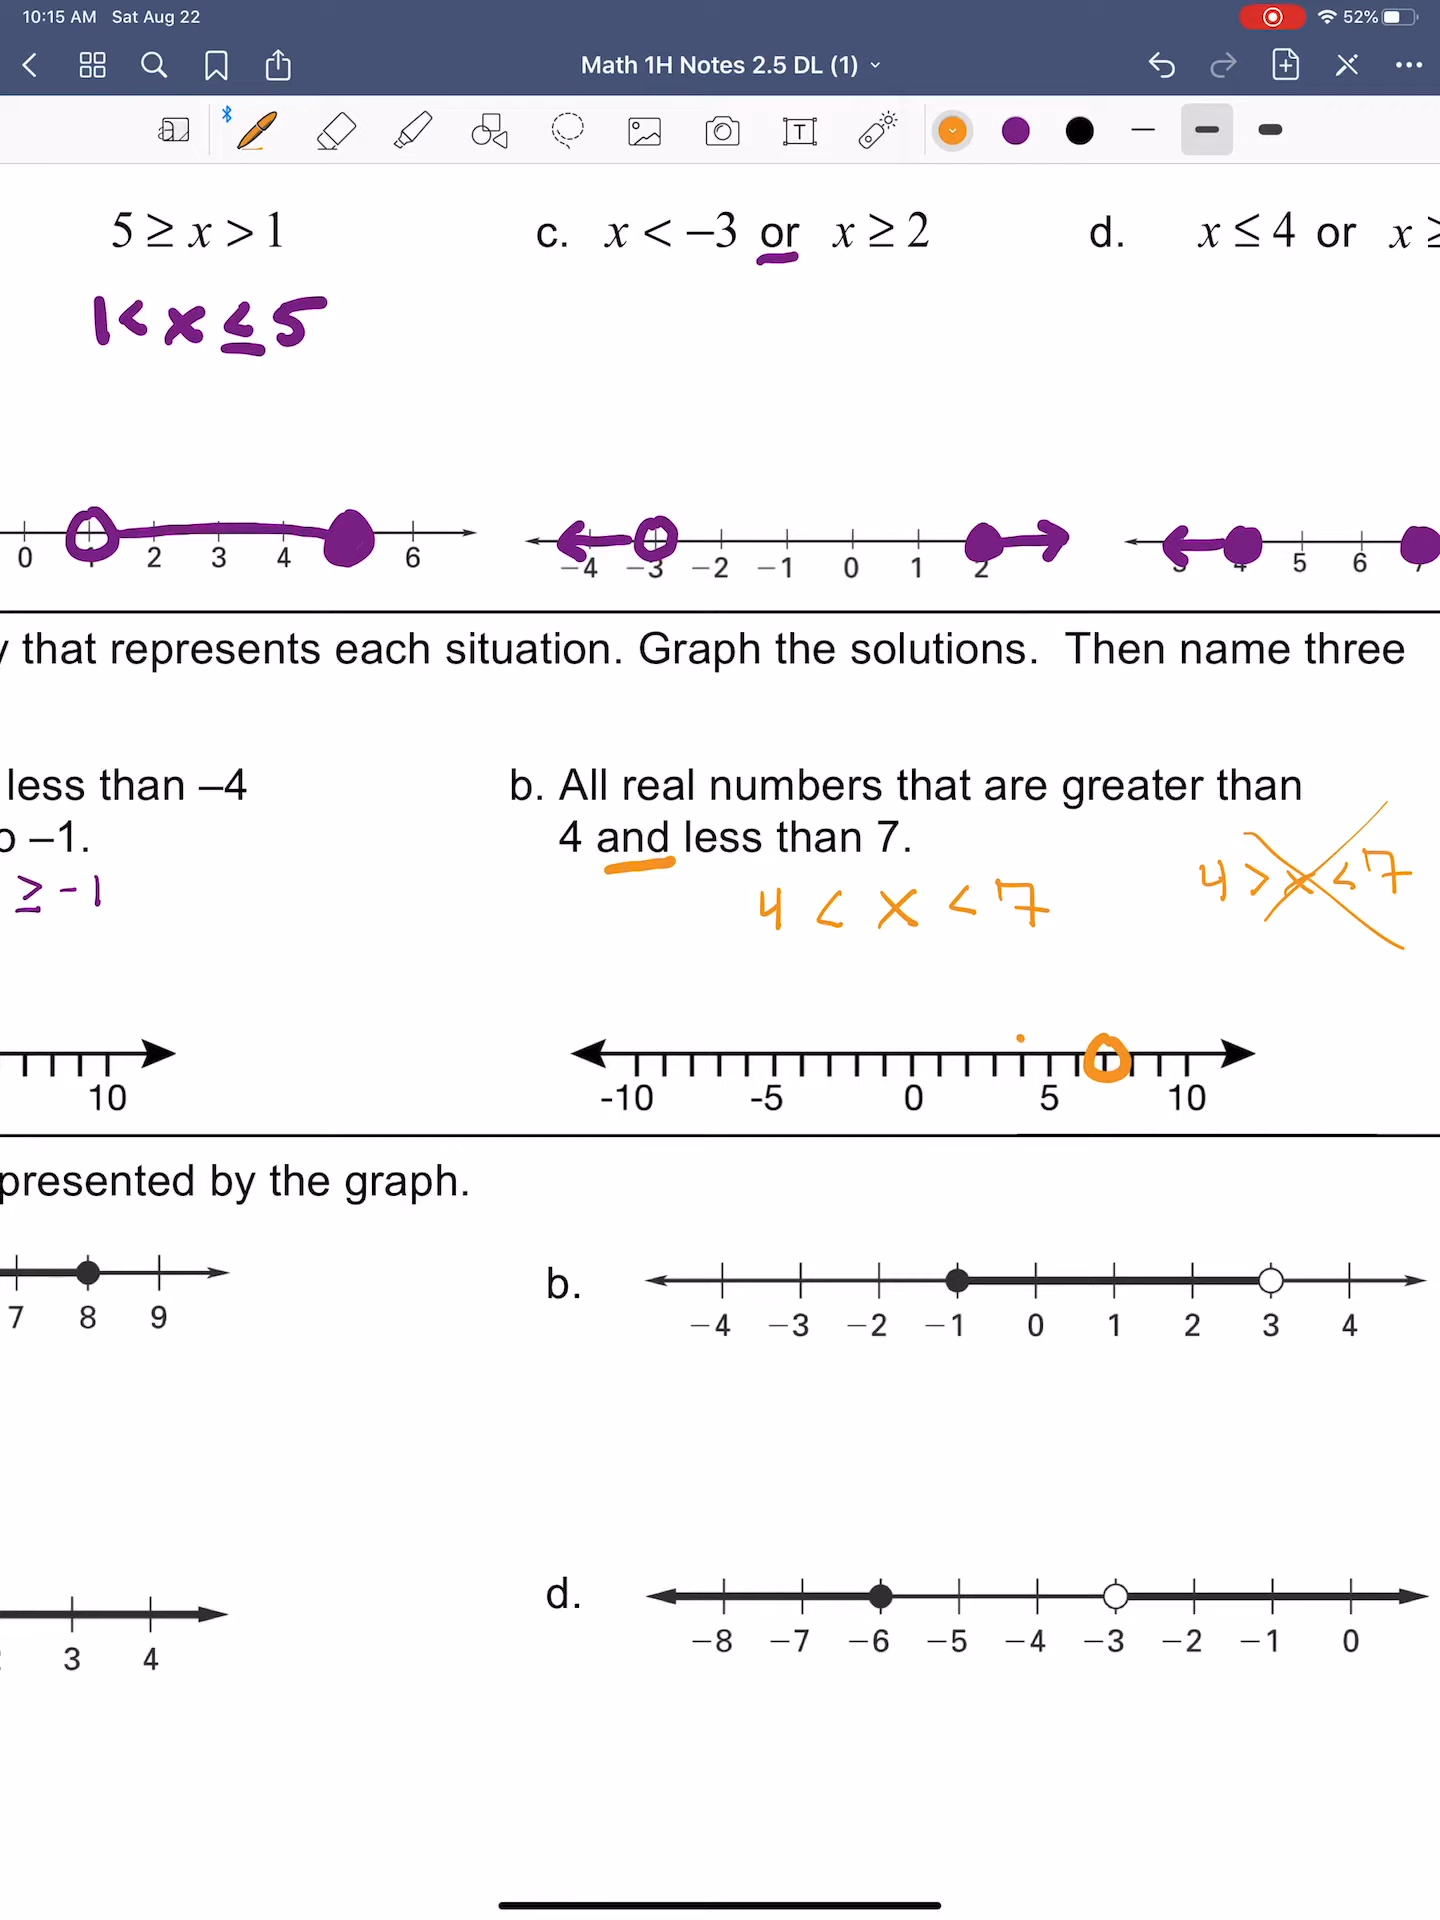 10:15 AM Sat Aug 22
52%
Math 1H Notes 2.5 DL (1)
T
5 ≥ x > 1
c. x < −3 or x ≥ 2
d. x ≤ 4 or x ≥
1 < x ≤ 5
0 2 3 4 6
−4 −3 −2 −1 0 1 2
5 6
that represents each situation. Graph the solutions. Then name three
less than –4
–1.
≥ -1
b. All real numbers that are greater than
4 and less than 7.
4 < x < 7
4 > x < 7
10
-10 -5 0 5 10
presented by the graph.
7 8 9
b.
−4 −3 −2 −1 0 1 2 3 4
3 4
d.
−8 −7 −6 −5 −4 −3 −2 −1 0